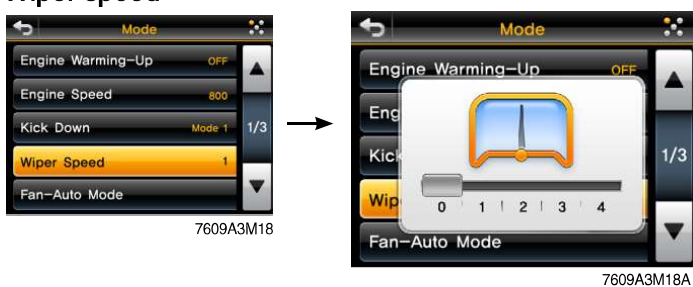 Wiper speed
Mode
Engine Warming-Up OFF
Engine Speed 800
Kick Down Mode 1
1/3
Wiper Speed 1
Fan-Auto Mode
7609A3M18
Mode
Engine Warming-Up OFF
Eng
Kick
1/3
Wip
0 1 2 3 4
Fan-Auto Mode
7609A3M18A